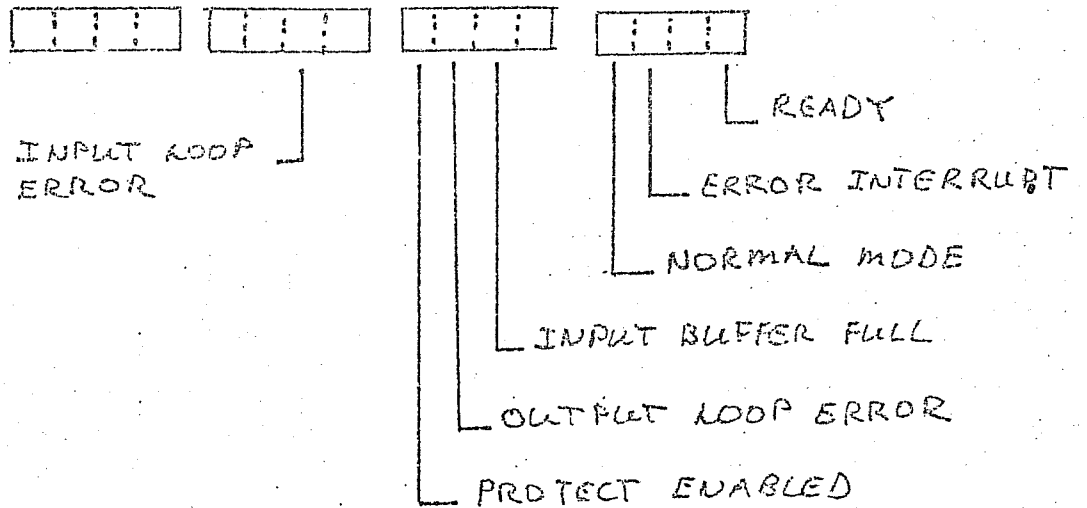 READY
INPUT LOOP
ERROR
ERROR INTERRUPT
NORMAL MODE
INPUT BUFFER FULL
OUTPUT LOOP ERROR
PROTECT ENABLED